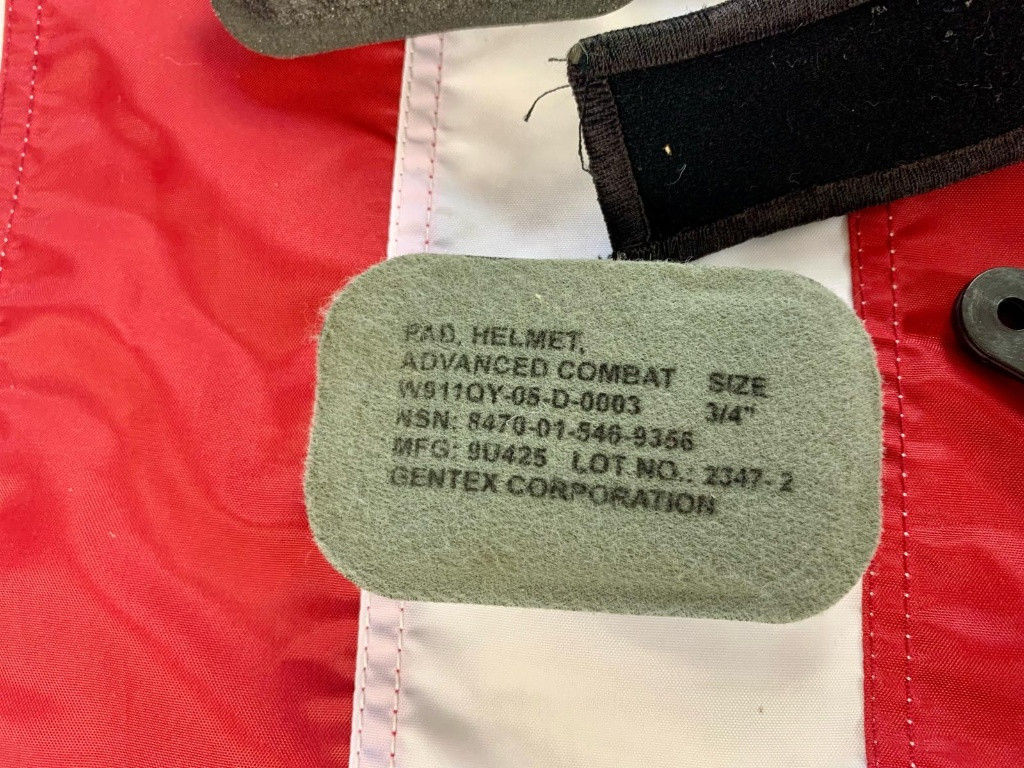 PAD, HELMET,
ADVANCED COMBAT SIZE
W911QY-05-D-0003 3/4"
NSN: 8470-01-546-9356
MFG: 9U425 LOT NO.: 2347-2
GENTEX CORPORATION